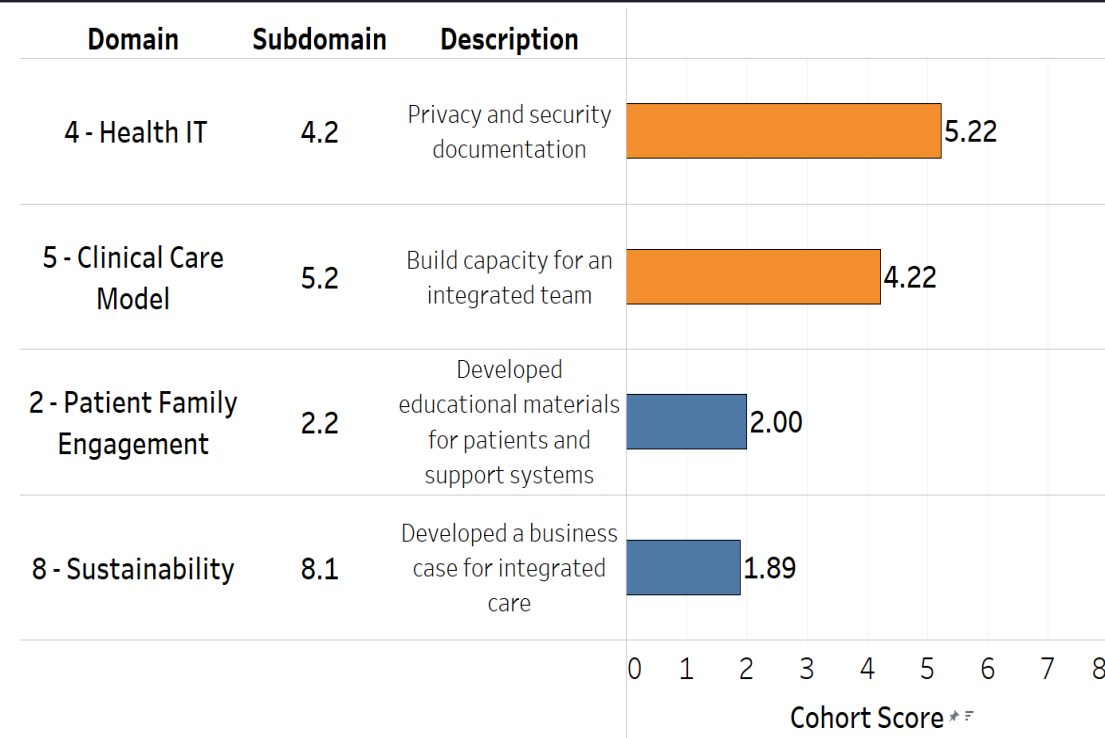 Domain Subdomain Description
4 - Health IT 4.2 Privacy and security
documentation 5.22
5 - Clinical Care
Model 5.2 Build capacity for an
integrated team 4.22
2 - Patient Family
Engagement 2.2 Developed
educational materials
for patients and
support systems 2.00
8 - Sustainability 8.1 Developed a business
case for integrated
care 1.89
0 1 2 3 4 5 6 7 8
Cohort Score